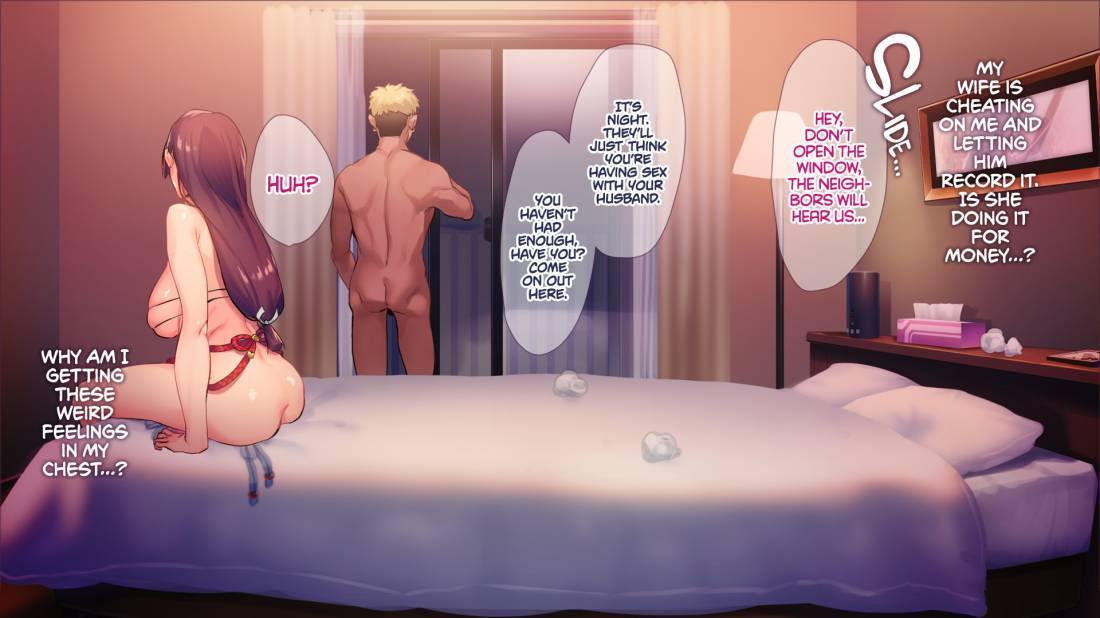 MY
WIFE IS
CHEATING
ON ME AND
LETTING
HIM
RECORD IT.
IS SHE
DOING IT
FOR
MONEY...?
SLIDE...
HEY,
DON'T
OPEN THE
WINDOW,
THE NEIGH-
BORS WILL
HEAR US...
IT'S
NIGHT.
THEY'LL
JUST THINK
YOU'RE
HAVING SEX
WITH YOUR
HUSBAND.
YOU
HAVEN'T
HAD
ENOUGH,
HAVE YOU?
COME
ON OUT
HERE.
HUH?
WHY AM I
GETTING
THESE
WEIRD
FEELINGS
IN MY
CHEST...?